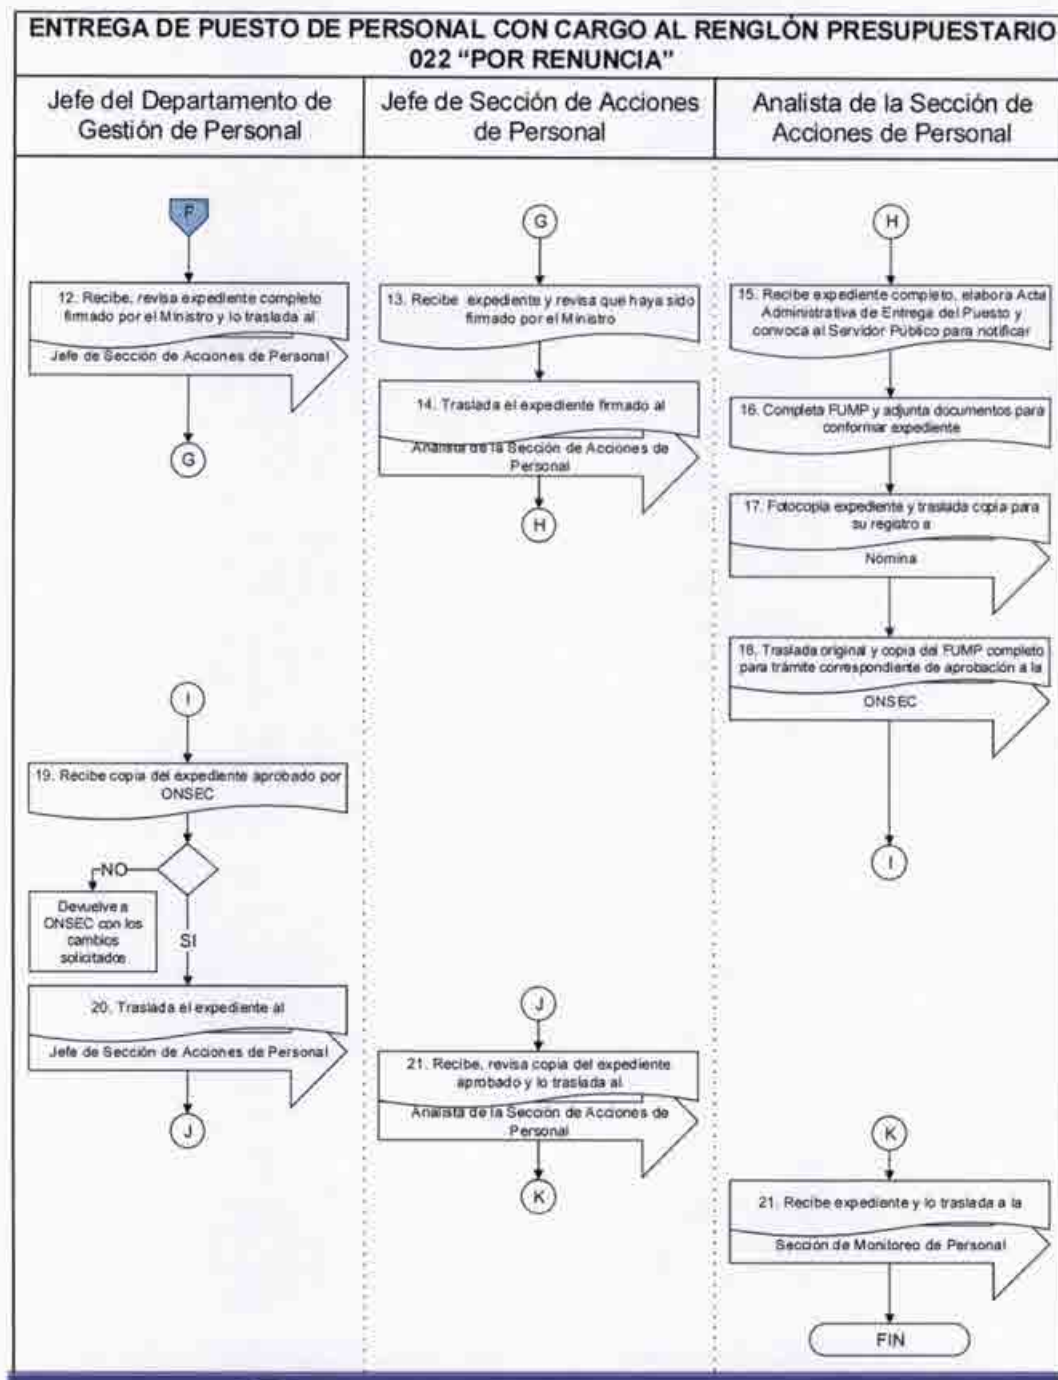 ENTREGA DE PUESTO DE PERSONAL CON CARGO AL RENGLÓN PRESUPUESTARIO
022 "POR RENUNCIA"
Jefe del Departamento de
Gestión de Personal
Jefe de Sección de Acciones
de Personal
Analista de la Sección de
Acciones de Personal
F
12. Recibe, revisa expediente completo
firmado por el Ministro y lo traslada al
Jefe de Sección de Acciones de Personal
G
G
13. Recibe expediente y revisa que haya sido
firmado por el Ministro
14. Traslada el expediente firmado al
Analista de la Sección de Acciones de
Personal
H
H
15. Recibe expediente completo, elabora Acta
Administrativa de Entrega del Puesto y
convoca al Servidor Público para notificar
16. Completa FUMP y adjunta documentos para
conformar expediente
17. Fotocopia expediente y traslada copia para
su registro a
Nómina
18. Traslada original y copia del FUMP completo
para trámite correspondiente de aprobación a la
ONSEC
I
I
19. Recibe copia del expediente aprobado por
ONSEC
NO
Devuelve a
ONSEC con los
cambios
solicitados
SI
20. Traslada el expediente al
Jefe de Sección de Acciones de Personal
J
J
21. Recibe, revisa copia del expediente
aprobado y lo traslada al
Analista de la Sección de Acciones de
Personal
K
K
21. Recibe expediente y lo traslada a la
Sección de Monitoreo de Personal
FIN